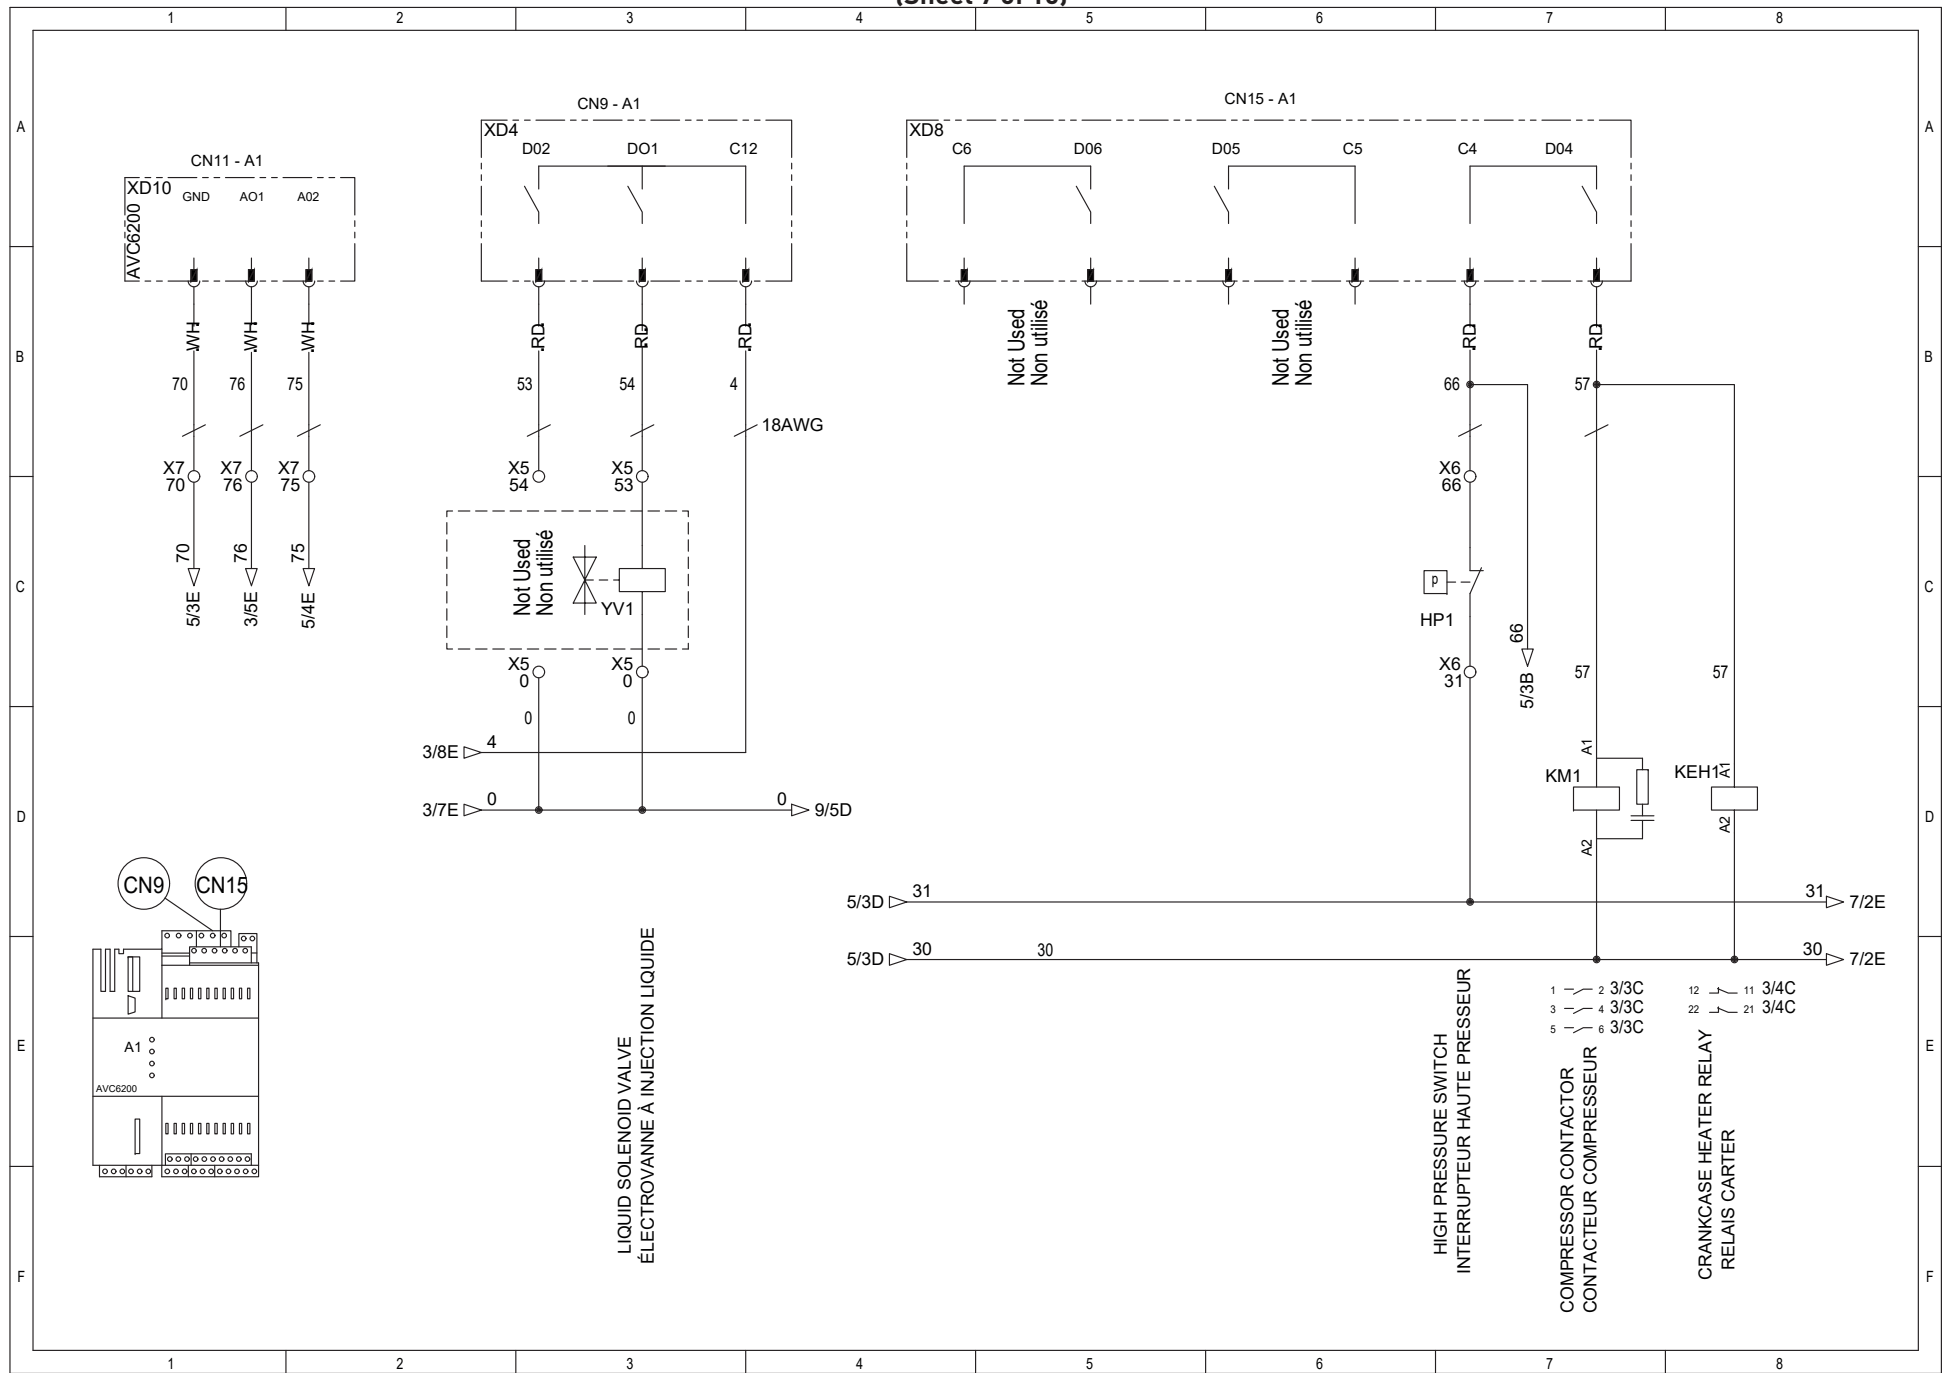 (Sheet 7 of 10)
1 2 3 4 5 6 7 8
A A
B B
C C
D D
E E
F F
CN11 - A1
XD10
AVC6200
GND AO1 A02
.WH. .WH. .WH.
70 76 75
X7 70
X7 76
X7 75
70 76 75
5/3E 3/5E 5/4E
CN9 - A1
XD4
D02 DO1 C12
.RD. .RD. .RD.
53 54 4
18AWG
X5 54
X5 53
Not Used
Non utilisé
YV1
X5 0
X5 0
0 0
3/8E 4
3/7E 0
0 9/5D
CN15 - A1
XD8
C6 D06 D05 C5 C4 D04
Not Used
Non utilisé
Not Used
Non utilisé
.RD. .RD.
66 57
X6 66
P
HP1
X6 31
66
5/3B
57 57
A1
KM1
A2
A1
KEH1
A2
5/3D 31
31 7/2E
5/3D 30
30
30 7/2E
CN9
CN15
A1
AVC6200
LIQUID SOLENOID VALVE
ÉLECTROVANNE À INJECTION LIQUIDE
HIGH PRESSURE SWITCH
INTERRUPTEUR HAUTE PRESSEUR
1 2 3/3C
3 4 3/3C
5 6 3/3C
COMPRESSOR CONTACTOR
CONTACTEUR COMPRESSEUR
12 11 3/4C
22 21 3/4C
CRANKCASE HEATER RELAY
RELAIS CARTER
1 2 3 4 5 6 7 8